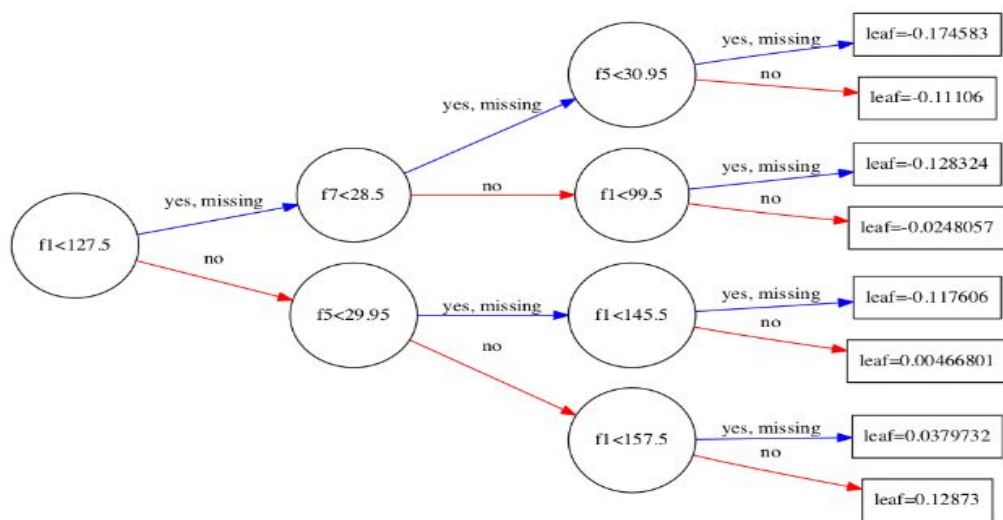 yes, missing
leaf=-0.174583
f5<30.95
no
leaf=-0.11106
yes, missing
yes, missing
leaf=-0.128324
f7<28.5
no
f1<99.5
no
yes, missing
leaf=-0.0248057
f1<127.5
no
yes, missing
leaf=-0.117606
f5<29.95
yes, missing
f1<145.5
no
leaf=0.00466801
no
yes, missing
leaf=0.0379732
f1<157.5
no
leaf=0.12873